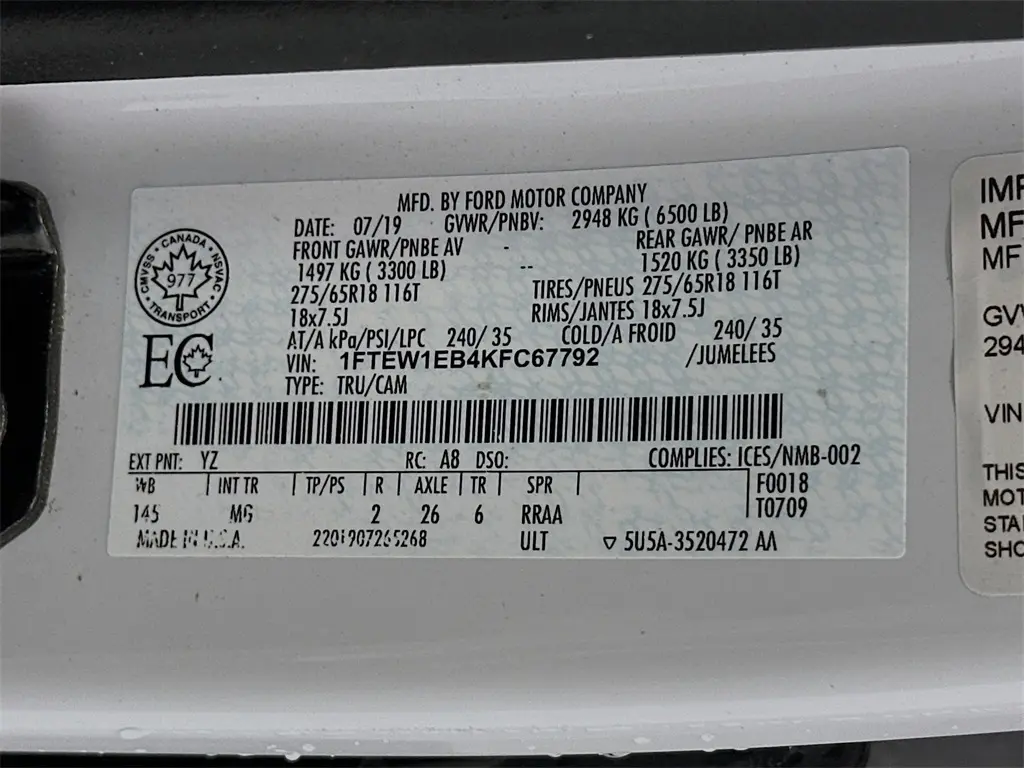 MFD. BY FORD MOTOR COMPANY
DATE: 07/19 GVWR/PNBV: 2948 KG ( 6500 LB)
FRONT GAWR/PNBE AV - REAR GAWR/ PNBE AR
1497 KG ( 3300 LB) -- 1520 KG ( 3350 LB)
275/65R18 116T TIRES/PNEUS 275/65R18 116T
18x7.5J RIMS/JANTES 18x7.5J
AT/A kPa/PSI/LPC 240/ 35 COLD/A FROID 240/ 35
VIN: 1FTEW1EB4KFC67792 /JUMELEES
TYPE: TRU/CAM
CANADA
CMVSS • NSVAC
977
TRANSPORT
EC
EXT PNT: YZ RC: A8 DSO: COMPLIES: ICES/NMB-002
WB | INT TR | TP/PS | R | AXLE | TR | SPR | F0018
145 MG 2 26 6 RRAA T0709
MADE IN U.S.A. 2201907265268 ULT ▽ 5U5A-3520472 AA
MF
GV
294
VIN
THIS
MOT
STA
SHO